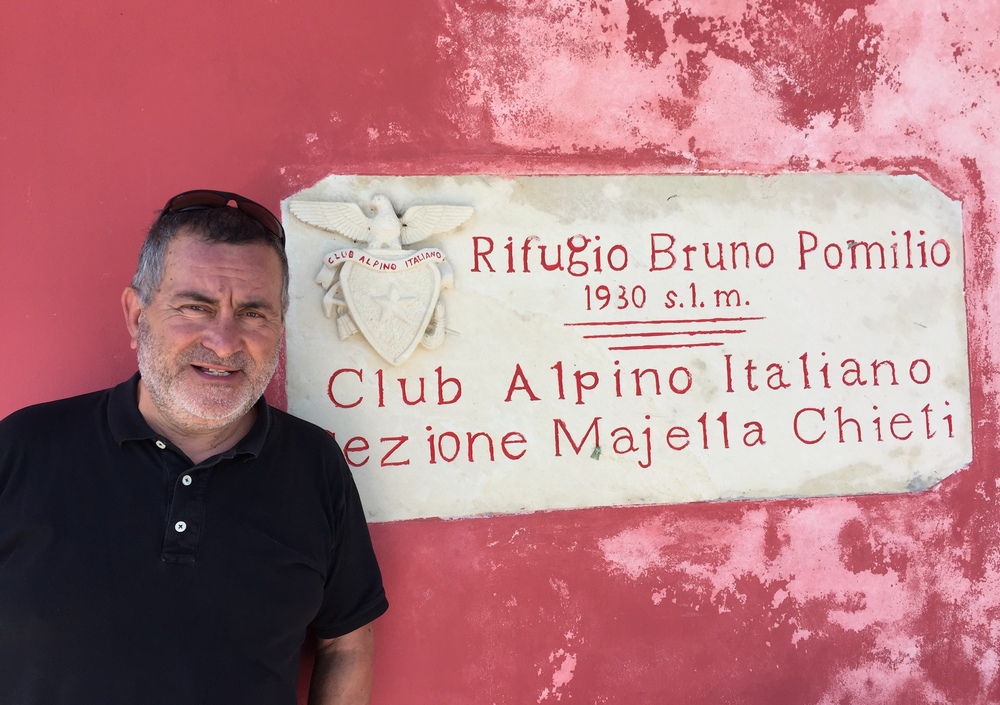 CLUB ALPINO ITALIANO
Rifugio Bruno Pomilio
1930 s.l.m.
Club Alpino Italiano
ezione Majella Chieti